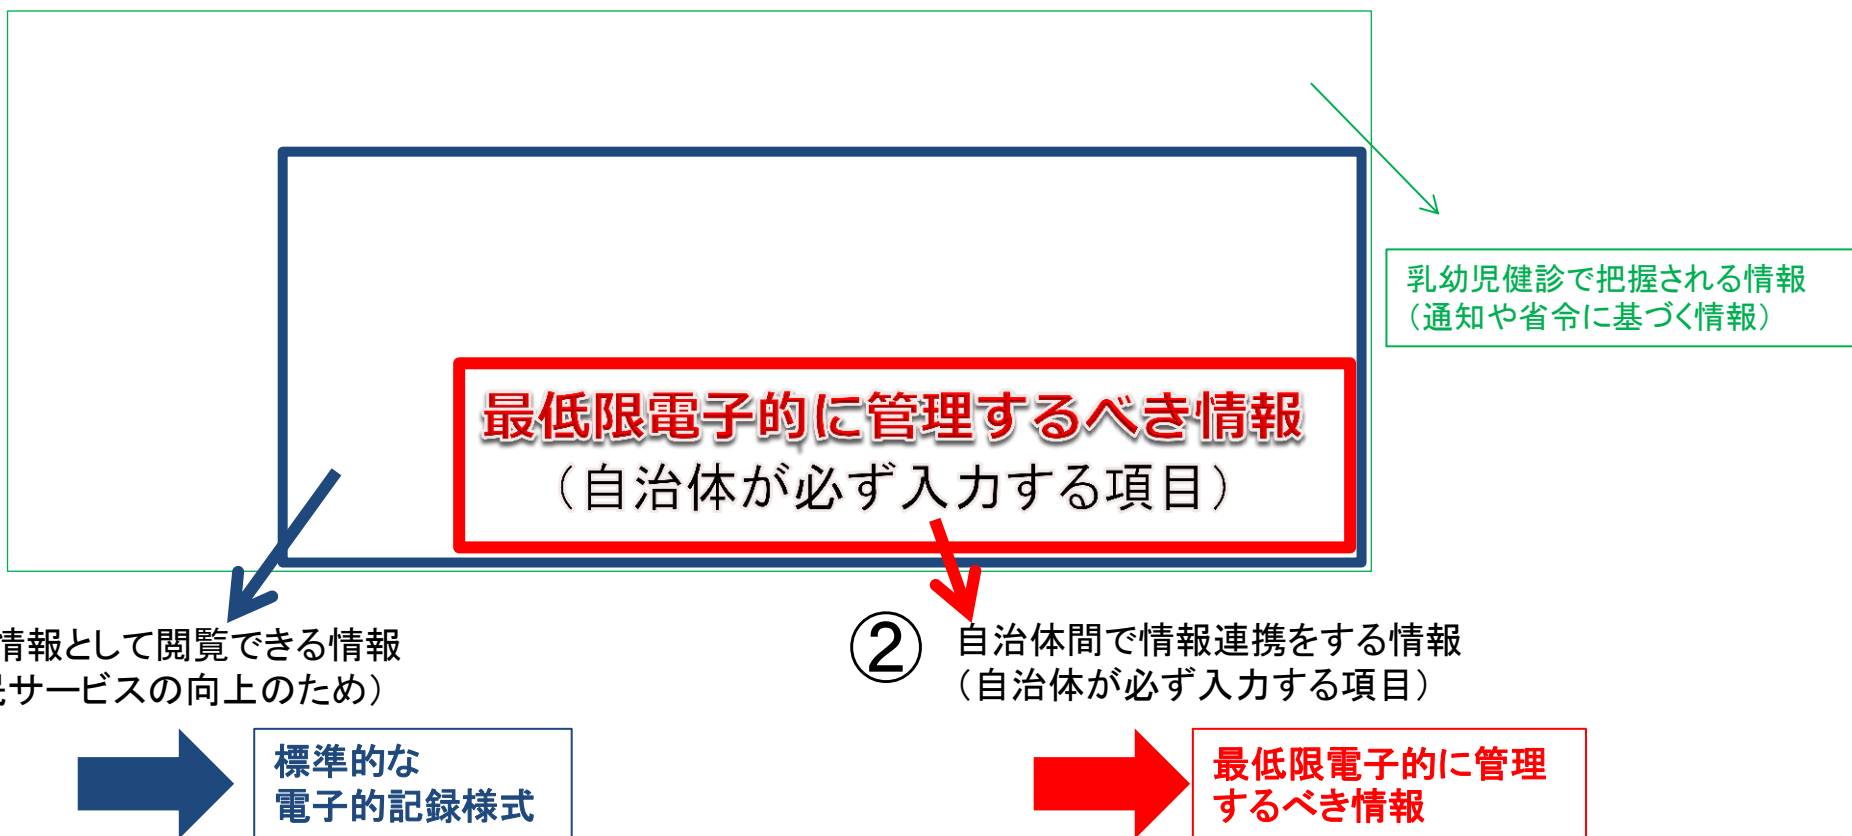 乳幼児健診で把握される情報
（通知や省令に基づく情報）
最低限電子的に管理するべき情報
（自治体が必ず入力する項目）
情報として閲覧できる情報
サービスの向上のため）
② 自治体間で情報連携をする情報
（自治体が必ず入力する項目）
標準的な
電子的記録様式
最低限電子的に管理
するべき情報